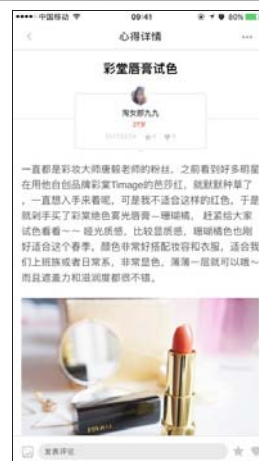 中国移动 09:41 80%
心得详情
彩堂唇膏试色
淘女郎九九
一直都是彩妆大师唐毅老师的粉丝，之前看到好多明星
在用他自创品牌彩棠Timage的芭莎红，就默默种草了
，一直想入手来着呢，可是我不适合这样的红色，于是
就剁手买了彩棠绝色雾光唇膏—珊瑚橘，赶紧给大家
试色看看～～ 哑光质感，比较显质感，珊瑚橘色也刚
好适合这个春季，颜色非常好搭配妆容和衣服，适合我
们上班族或者日常系，非常显色，薄薄一层就可以哦~
而且遮盖力和滋润度都很不错。
发表评论